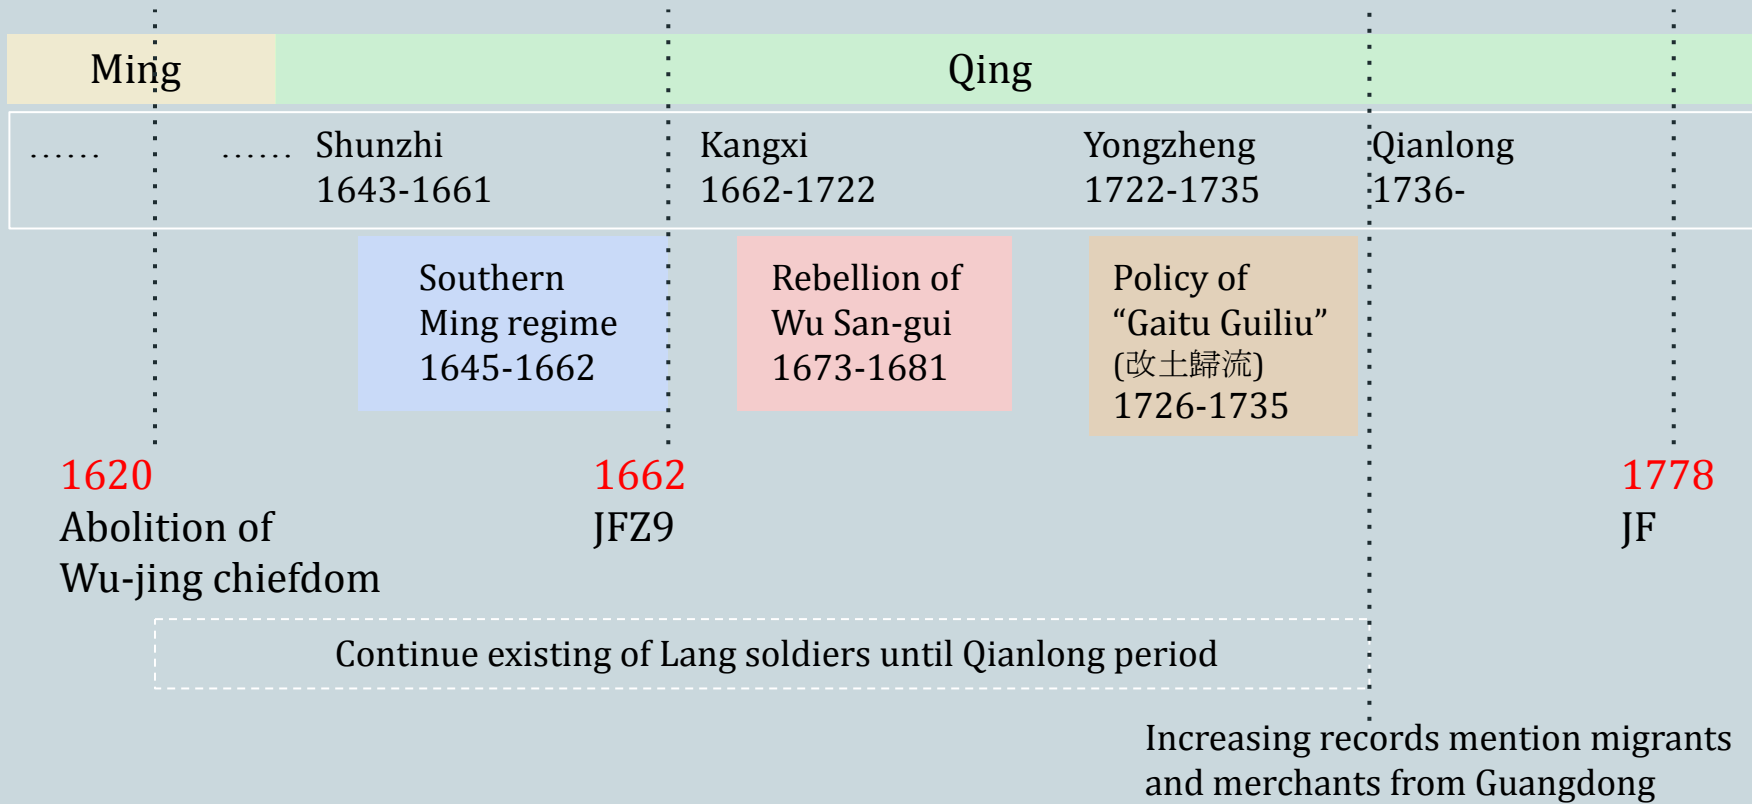 Ming
Qing
......
......
Shunzhi
1643-1661
Kangxi
1662-1722
Yongzheng
1722-1735
Qianlong
1736-
Southern
Ming regime
1645-1662
Rebellion of
Wu San-gui
1673-1681
Policy of
“Gaitu Guiliu”
(改土歸流)
1726-1735
1620
Abolition of
Wu-jing chiefdom
1662
JFZ9
1778
JF
Continue existing of Lang soldiers until Qianlong period
Increasing records mention migrants
and merchants from Guangdong